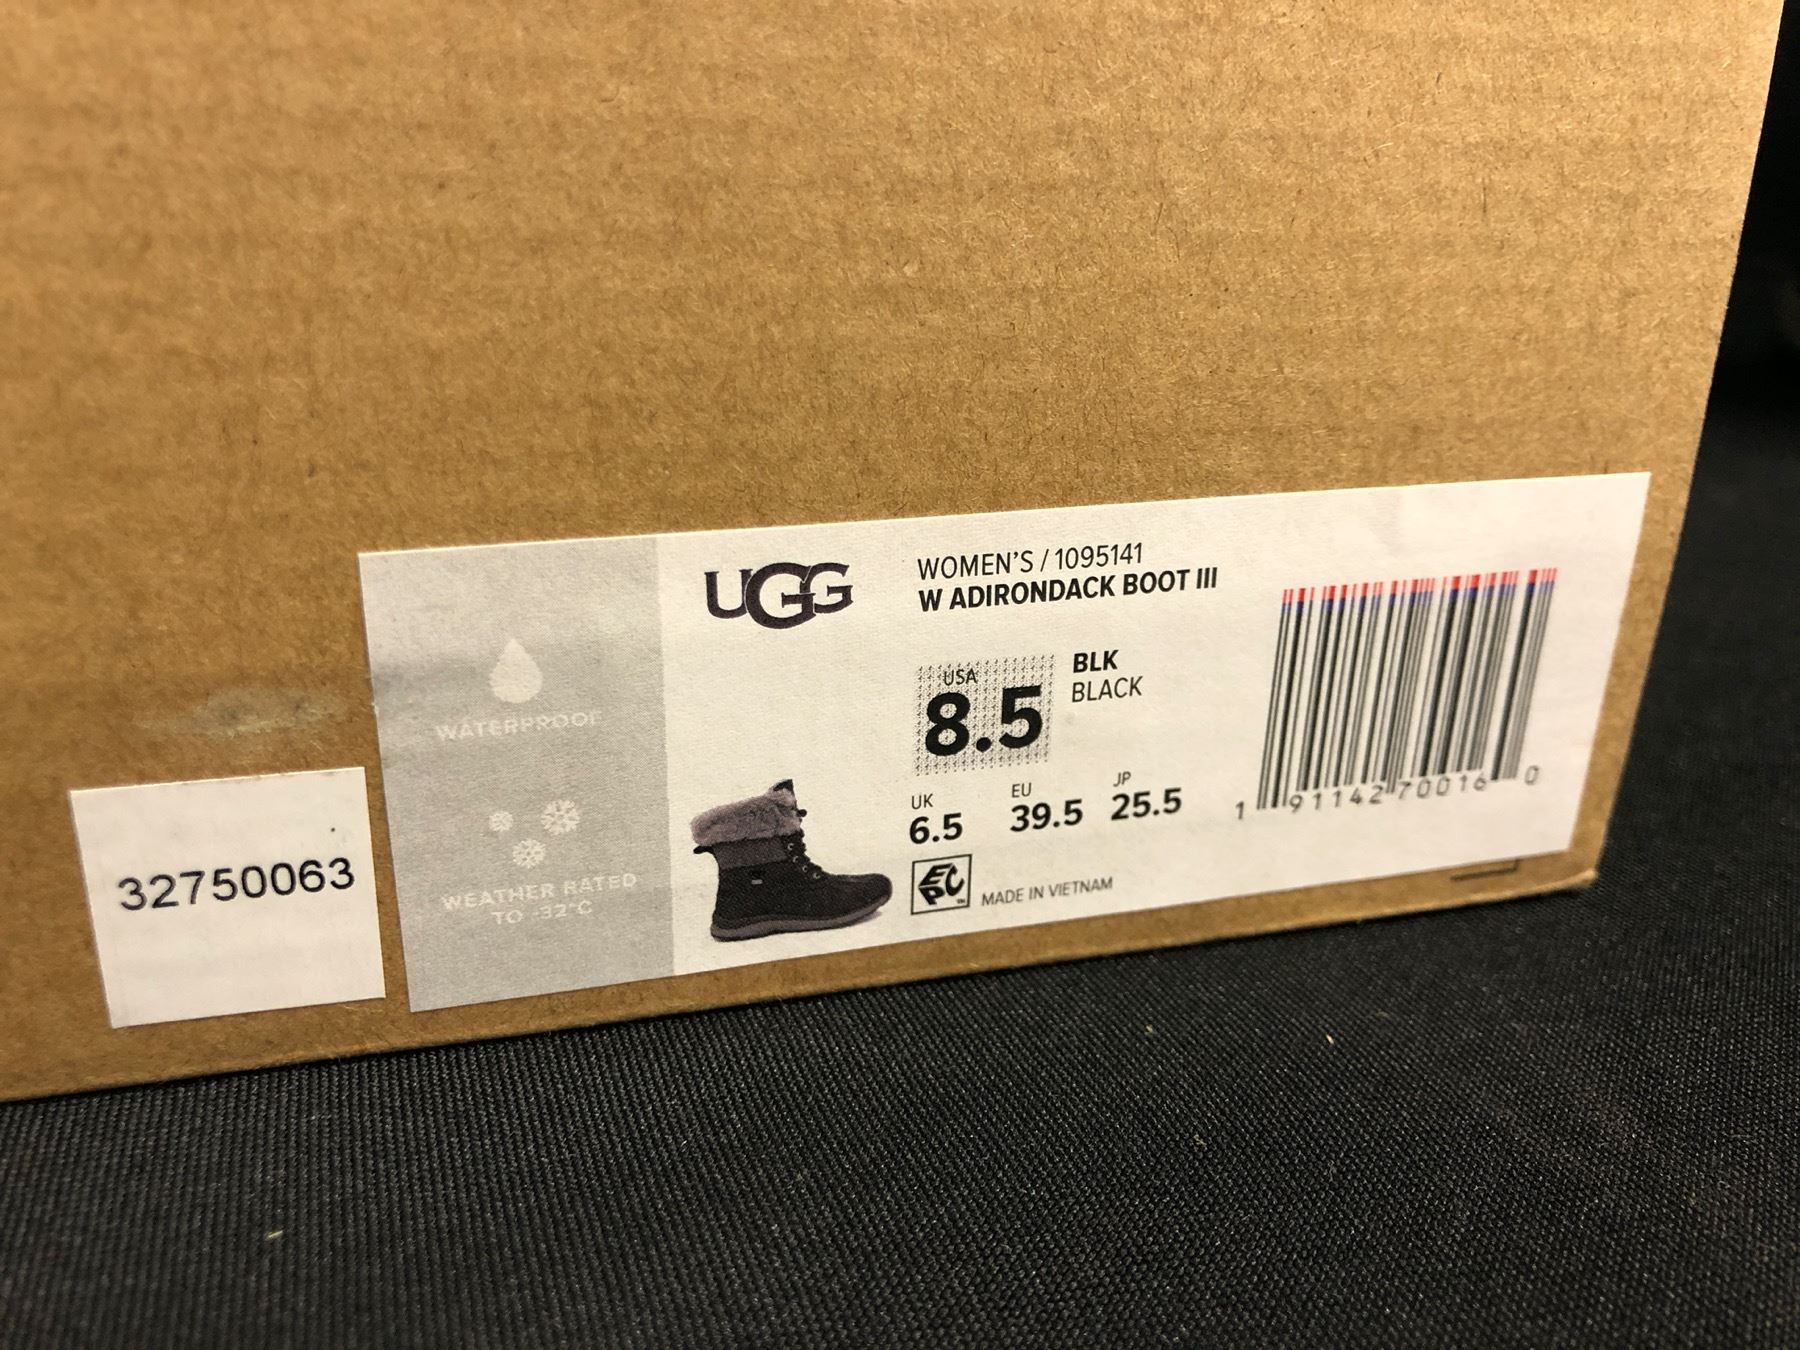 UGG
WOMEN'S / 1095141
W ADIRONDACK BOOT III
USA
8.5
BLK
BLACK
UK
6.5
EU
39.5
JP
25.5
EPC
MADE IN VIETNAM
1 91142 70016 0
WATERPROOF
WEATHER RATED
TO -32°C
32750063